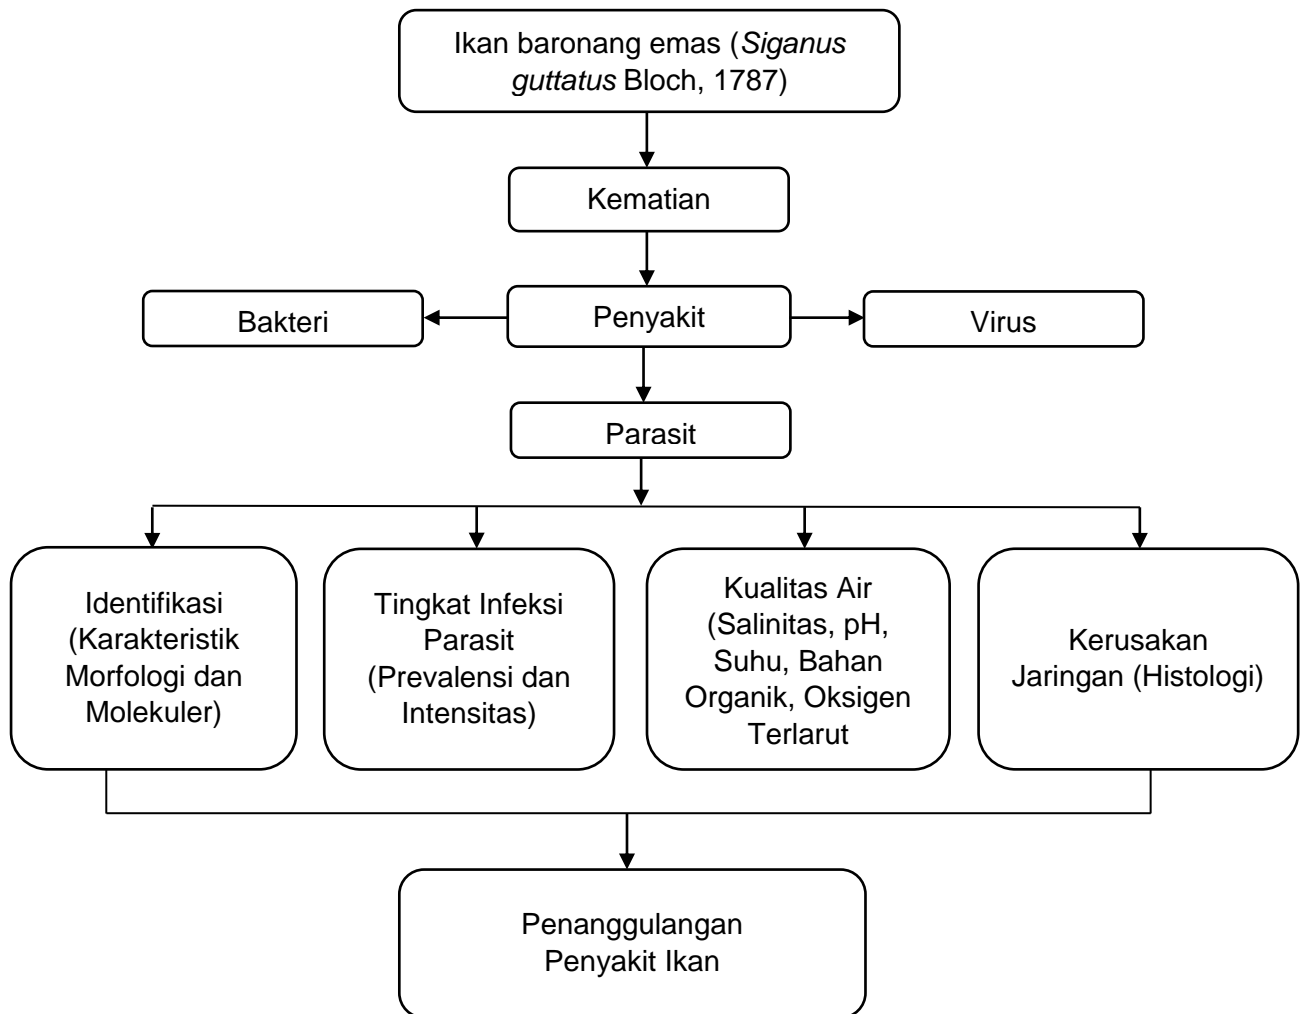 Ikan baronang emas (Siganus
guttatus Bloch, 1787)
Kematian
Bakteri
Penyakit
Virus
Parasit
Identifikasi
(Karakteristik
Morfologi dan
Molekuler)
Tingkat Infeksi
Parasit
(Prevalensi dan
Intensitas)
Kualitas Air
(Salinitas, pH,
Suhu, Bahan
Organik, Oksigen
Terlarut
Kerusakan
Jaringan (Histologi)
Penanggulangan
Penyakit Ikan